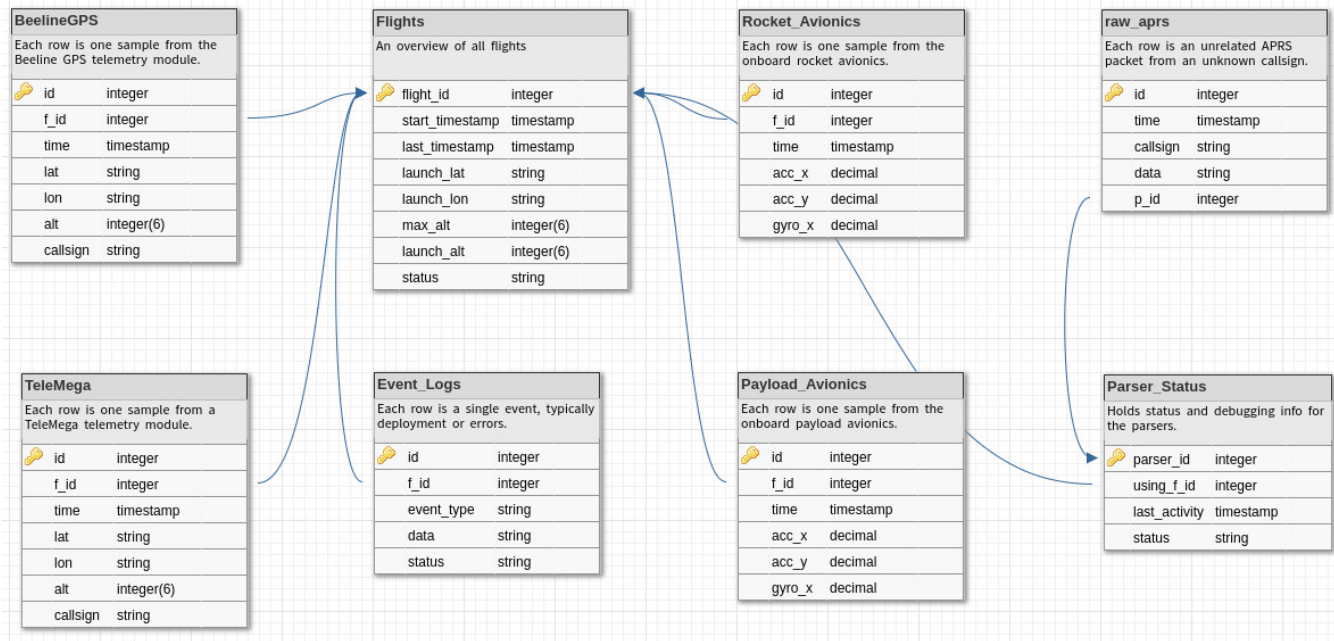 BeelineGPS
Each row is one sample from the
Beeline GPS telemetry module.
id integer
f_id integer
time timestamp
lat string
lon string
alt integer(6)
callsign string
Flights
An overview of all flights
flight_id integer
start_timestamp timestamp
last_timestamp timestamp
launch_lat string
launch_lon string
max_alt integer(6)
launch_alt integer(6)
status string
Rocket_Avionics
Each row is one sample from the
onboard rocket avionics.
id integer
f_id integer
time timestamp
acc_x decimal
acc_y decimal
gyro_x decimal
raw_aprs
Each row is an unrelated APRS
packet from an unknown callsign.
id integer
time timestamp
callsign string
data string
p_id integer
TeleMega
Each row is one sample from a
TeleMega telemetry module.
id integer
f_id integer
time timestamp
lat string
lon string
alt integer(6)
callsign string
Event_Logs
Each row is a single event, typically
deployment or errors.
id integer
f_id integer
event_type string
data string
status string
Payload_Avionics
Each row is one sample from the
onboard payload avionics.
id integer
f_id integer
time timestamp
acc_x decimal
acc_y decimal
gyro_x decimal
Parser_Status
Holds status and debugging info for
the parsers.
parser_id integer
using_f_id integer
last_activity timestamp
status string